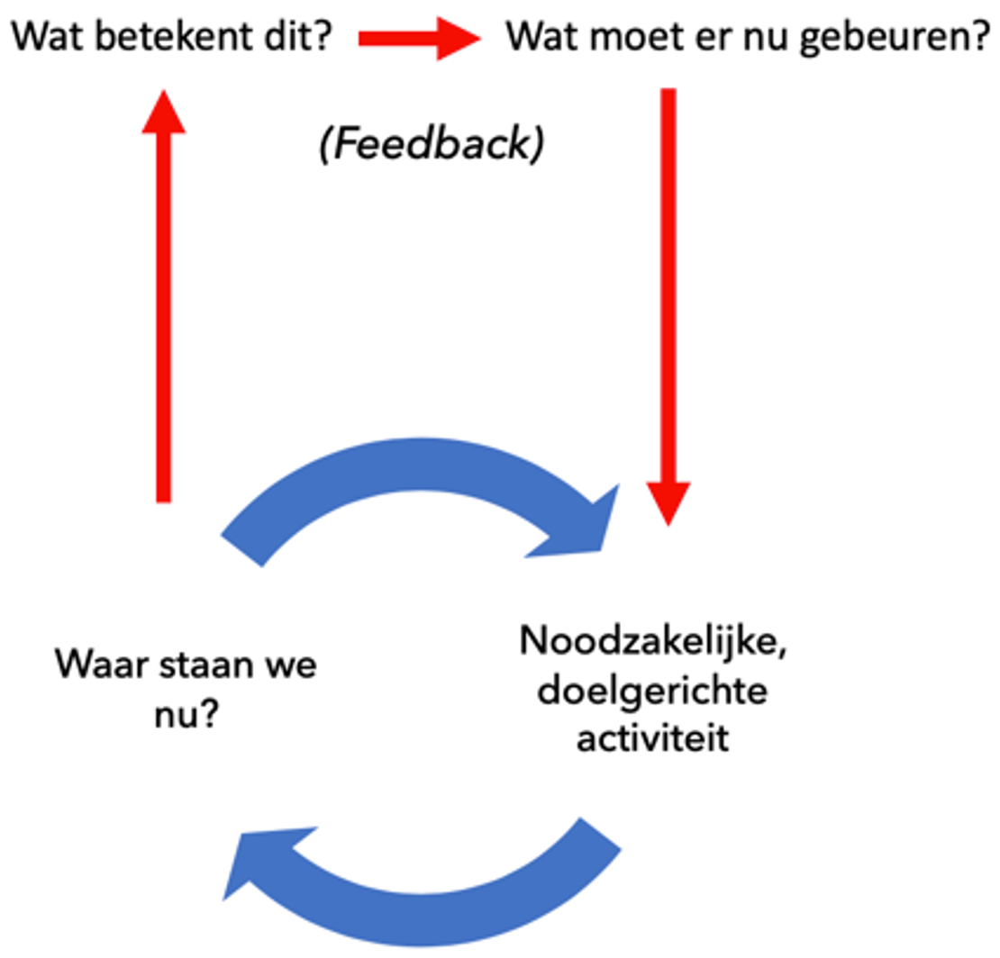 Wat betekent dit?
Wat moet er nu gebeuren?
(Feedback)
Waar staan we
nu?
Noodzakelijke,
doelgerichte
activiteit